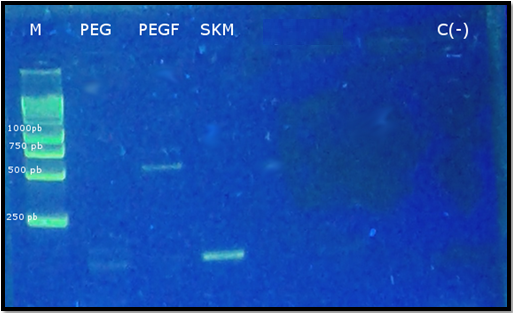 M PEG PEGF SKM C(-)
1000pb
750 pb
500 pb
250 pb